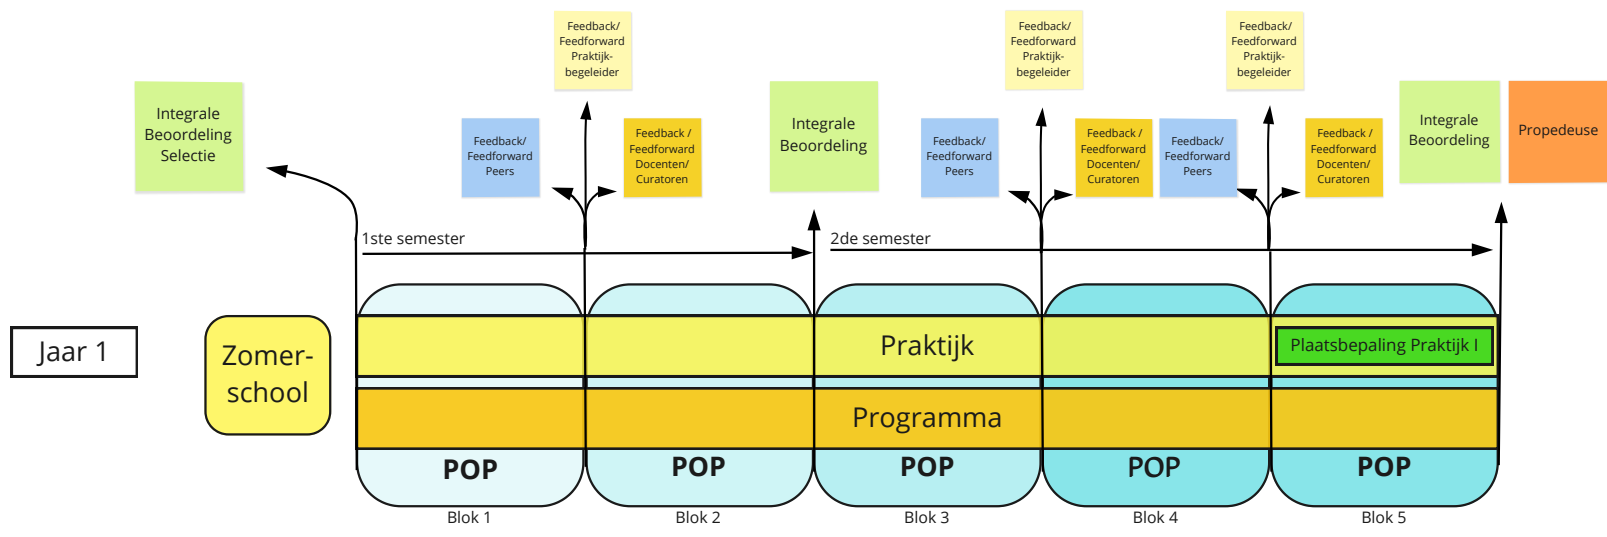 Feedback/
Feedforward
Praktijk-
begeleider
Feedback/
Feedforward
Praktijk-
begeleider
Feedback/
Feedforward
Praktijk-
begeleider
Integrale
Beoordeling
Selectie
Feedback/
Feedforward
Peers
Feedback /
Feedforward
Docenten/
Curatoren
Integrale
Beoordeling
Feedback/
Feedforward
Peers
Feedback /
Feedforward
Docenten/
Curatoren
Feedback/
Feedforward
Peers
Feedback /
Feedforward
Docenten/
Curatoren
Integrale
Beoordeling
Propedeuse
1ste semester
2de semester
Jaar 1
Zomer-
school
Praktijk
Plaatsbepaling Praktijk I
Programma
POP
POP
POP
POP
POP
Blok 1
Blok 2
Blok 3
Blok 4
Blok 5